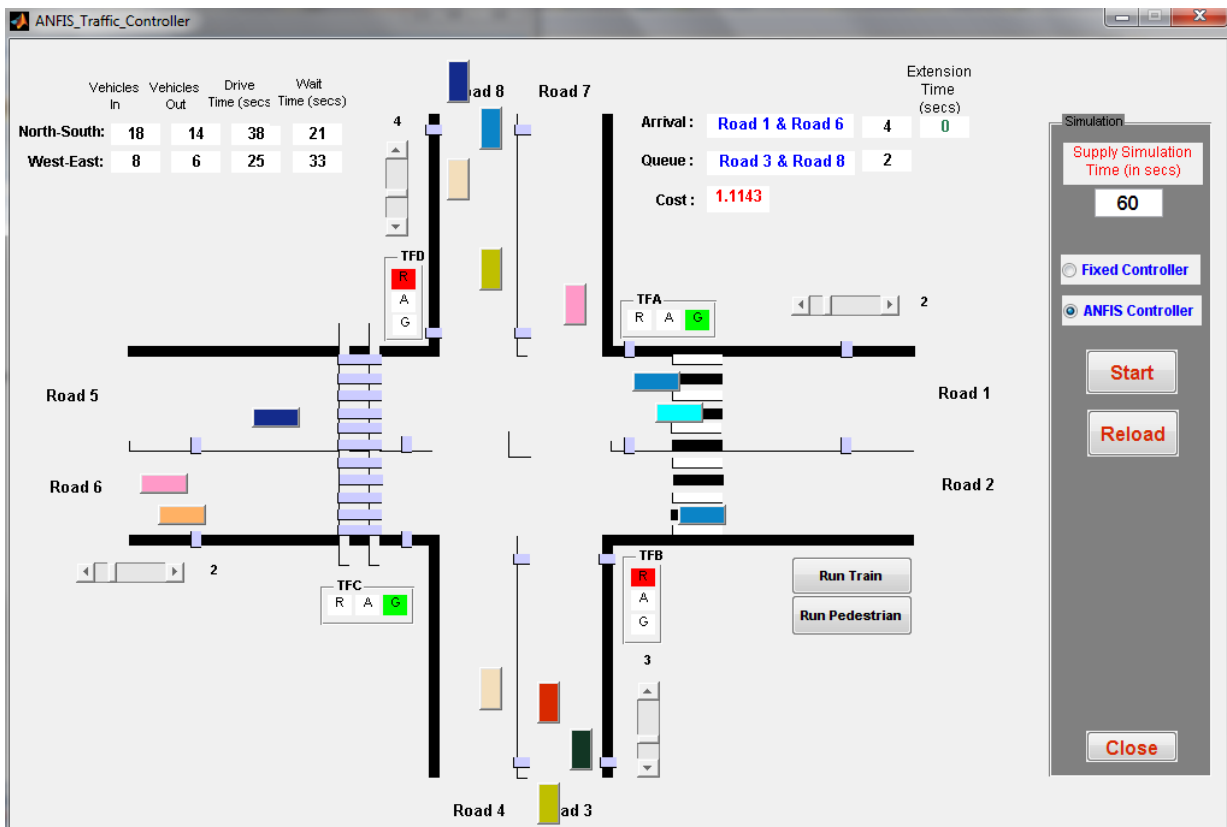 ANFIS_Traffic_Controller
Vehicles In
Vehicles Out
Drive Time (secs
Wait Time (secs)
North-South: 18 14 38 21
West-East: 8 6 25 33
4
oad 8
Road 7
Extension Time (secs)
Arrival : Road 1 & Road 6 4 0
Queue : Road 3 & Road 8 2
Cost : 1.1143
Simulation
Supply Simulation Time (in secs)
60
Fixed Controller
ANFIS Controller
Start
Reload
Close
TFD
R
A
G
TFA
R A G
2
Road 5
Road 1
Road 6
Road 2
2
TFC
R A G
TFB
R
A
G
3
Run Train
Run Pedestrian
Road 4
ad 3